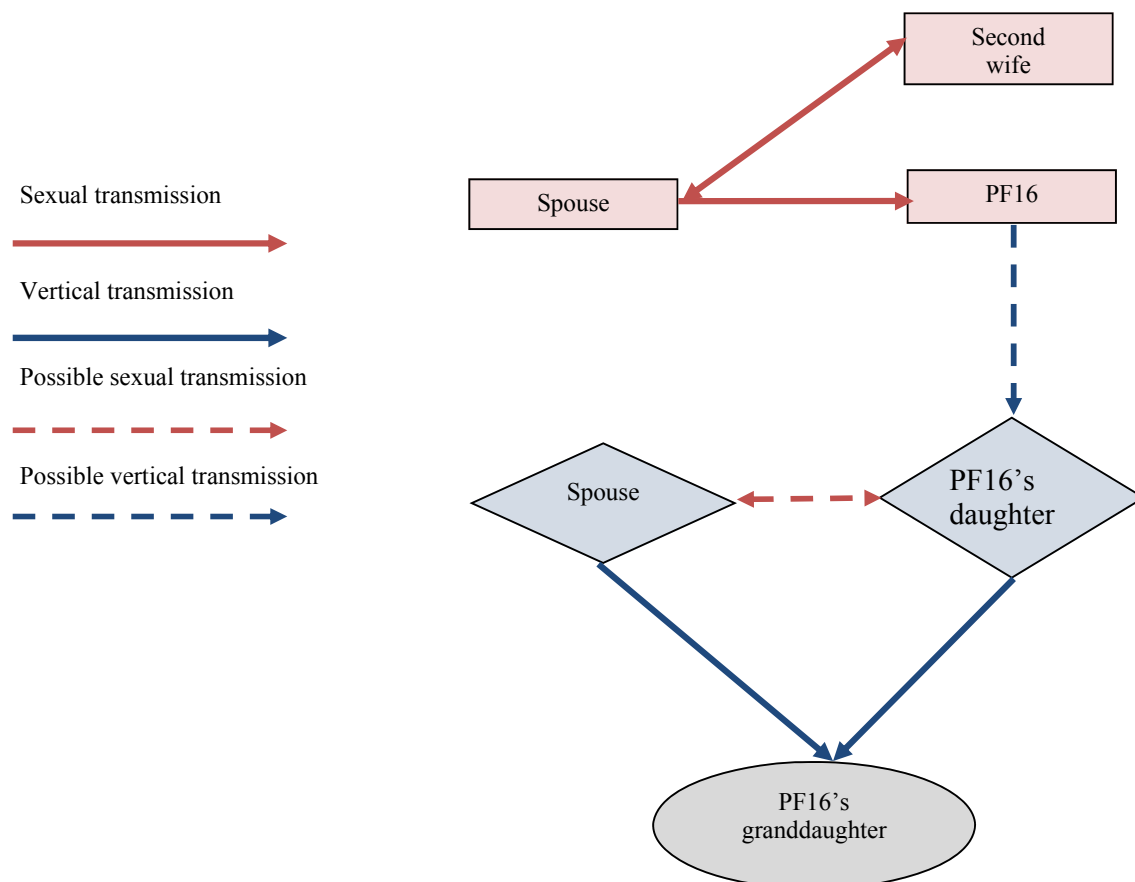 Second
wife
Sexual transmission
Spouse
PF16
Vertical transmission
Possible sexual transmission
Possible vertical transmission
Spouse
PF16’s
daughter
PF16’s
granddaughter